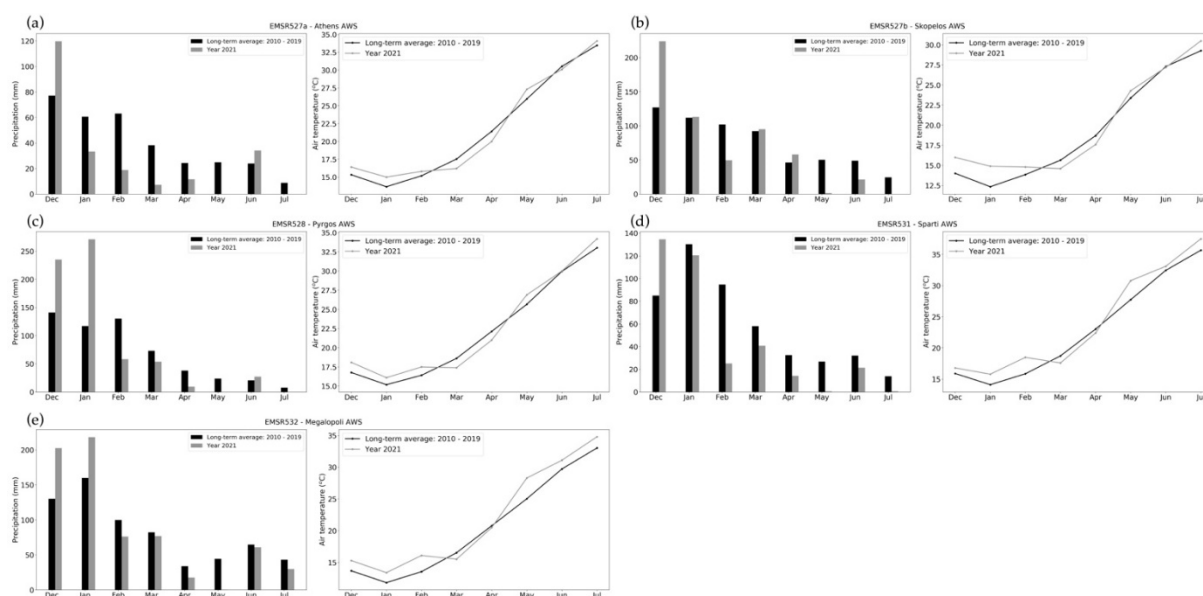 (a)
EMSR527a - Athens AWS
Precipitation (mm)
120
100
80
60
40
20
0
Long-term average: 2010 - 2019
Year 2021
Dec Jan Feb Mar Apr May Jun Jul
Air temperature (°C)
35.0
32.5
30.0
27.5
25.0
22.5
20.0
17.5
15.0
Long-term average: 2010 - 2019
Year 2021
Dec Jan Feb Mar Apr May Jun Jul
(b)
EMSR527b - Skopelos AWS
Precipitation (mm)
200
150
100
50
0
Long-term average: 2010 - 2019
Year 2021
Dec Jan Feb Mar Apr May Jun Jul
Air temperature (°C)
30.0
27.5
25.0
22.5
20.0
17.5
15.0
12.5
Long-term average: 2010 - 2019
Year 2021
Dec Jan Feb Mar Apr May Jun Jul
(c)
EMSR528 - Pyrgos AWS
Precipitation (mm)
250
200
150
100
50
0
Long-term average: 2010 - 2019
Year 2021
Dec Jan Feb Mar Apr May Jun Jul
Air temperature (°C)
35.0
32.5
30.0
27.5
25.0
22.5
20.0
17.5
15.0
Long-term average: 2010 - 2019
Year 2021
Dec Jan Feb Mar Apr May Jun Jul
(d)
EMSR531 - Sparti AWS
Precipitation (mm)
140
120
100
80
60
40
20
0
Long-term average: 2010 - 2019
Year 2021
Dec Jan Feb Mar Apr May Jun Jul
Air temperature (°C)
35
30
25
20
15
Long-term average: 2010 - 2019
Year 2021
Dec Jan Feb Mar Apr May Jun Jul
(e)
EMSR532 - Megalopoli AWS
Precipitation (mm)
200
150
100
50
0
Long-term average: 2010 - 2019
Year 2021
Dec Jan Feb Mar Apr May Jun Jul
Air temperature (°C)
35
30
25
20
15
Long-term average: 2010 - 2019
Year 2021
Dec Jan Feb Mar Apr May Jun Jul